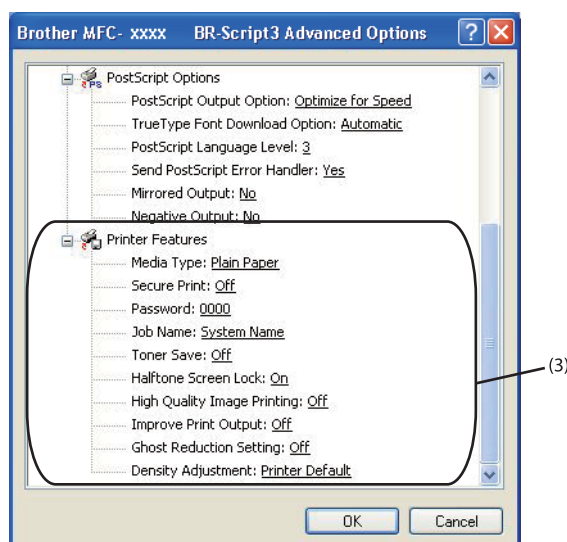 Brother MFC- xxxx BR-Script3 Advanced Options
PostScript Options
PostScript Output Option: Optimize for Speed
TrueType Font Download Option: Automatic
PostScript Language Level: 3
Send PostScript Error Handler: Yes
Mirrored Output: No
Negative Output: No
Printer Features
Media Type: Plain Paper
Secure Print: Off
Password: 0000
Job Name: System Name
Toner Save: Off
Halftone Screen Lock: On
High Quality Image Printing: Off
Improve Print Output: Off
Ghost Reduction Setting: Off
Density Adjustment: Printer Default
(3)
OK Cancel